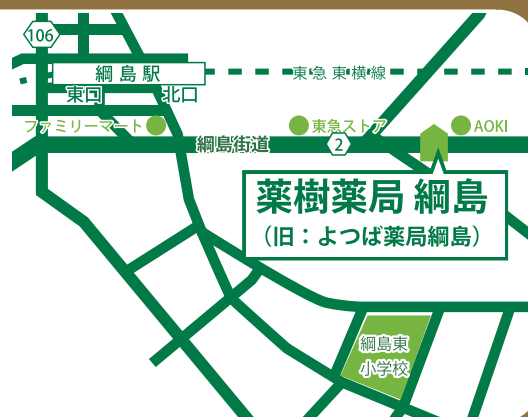 106
綱島駅
東急東横線
東口
北口
ファミリーマート
東急ストア
AOKI
綱島街道
2
薬樹薬局 綱島
（旧：よつば薬局綱島）
綱島東
小学校